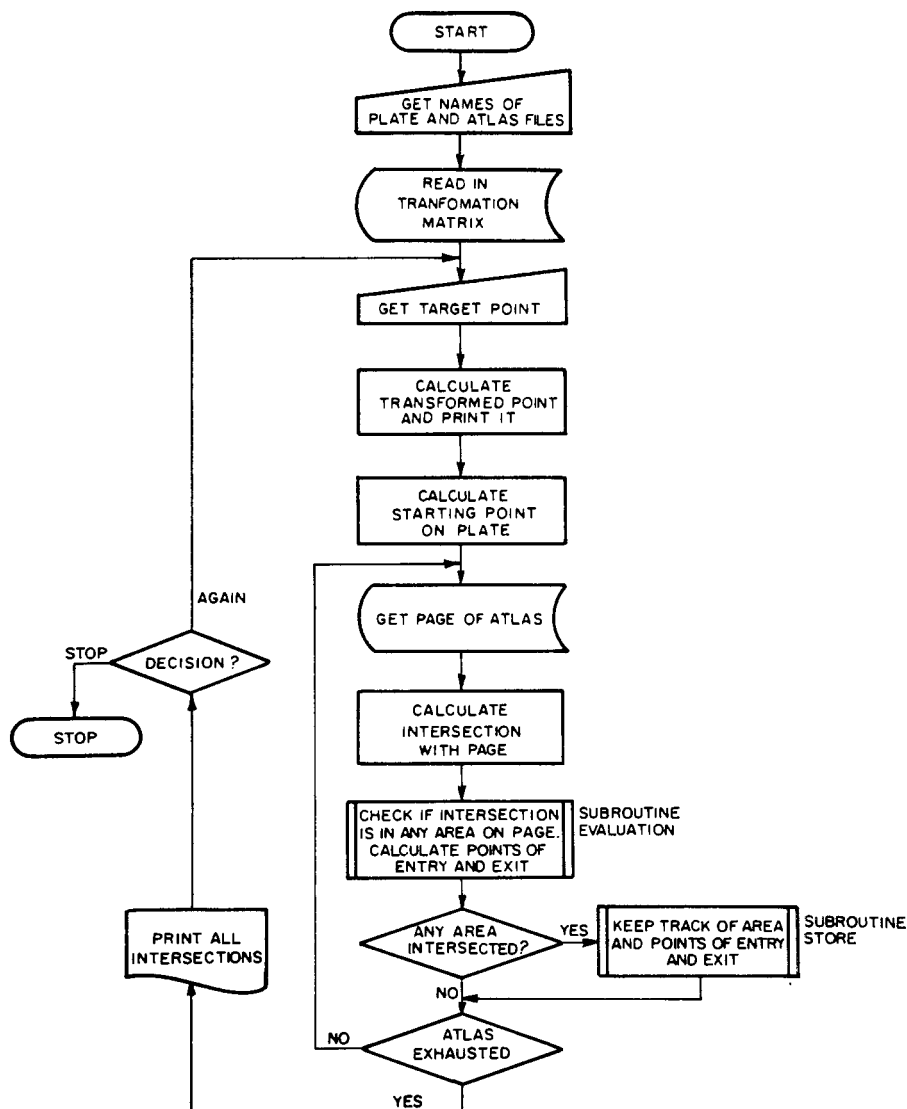 START
GET NAMES OF
PLATE AND ATLAS FILES
READ IN
TRANFOMATION
MATRIX
GET TARGET POINT
CALCULATE
TRANSFORMED POINT
AND PRINT IT
CALCULATE
STARTING POINT
ON PLATE
AGAIN
GET PAGE OF ATLAS
STOP
DECISION?
STOP
CALCULATE
INTERSECTION
WITH PAGE
CHECK IF INTERSECTION
IS IN ANY AREA ON PAGE.
CALCULATE POINTS OF
ENTRY AND EXIT
SUBROUTINE
EVALUATION
PRINT ALL
INTERSECTIONS
ANY AREA
INTERSECTED?
YES
KEEP TRACK OF AREA
AND POINTS OF ENTRY
AND EXIT
SUBROUTINE
STORE
NO
NO
ATLAS
EXHAUSTED
YES